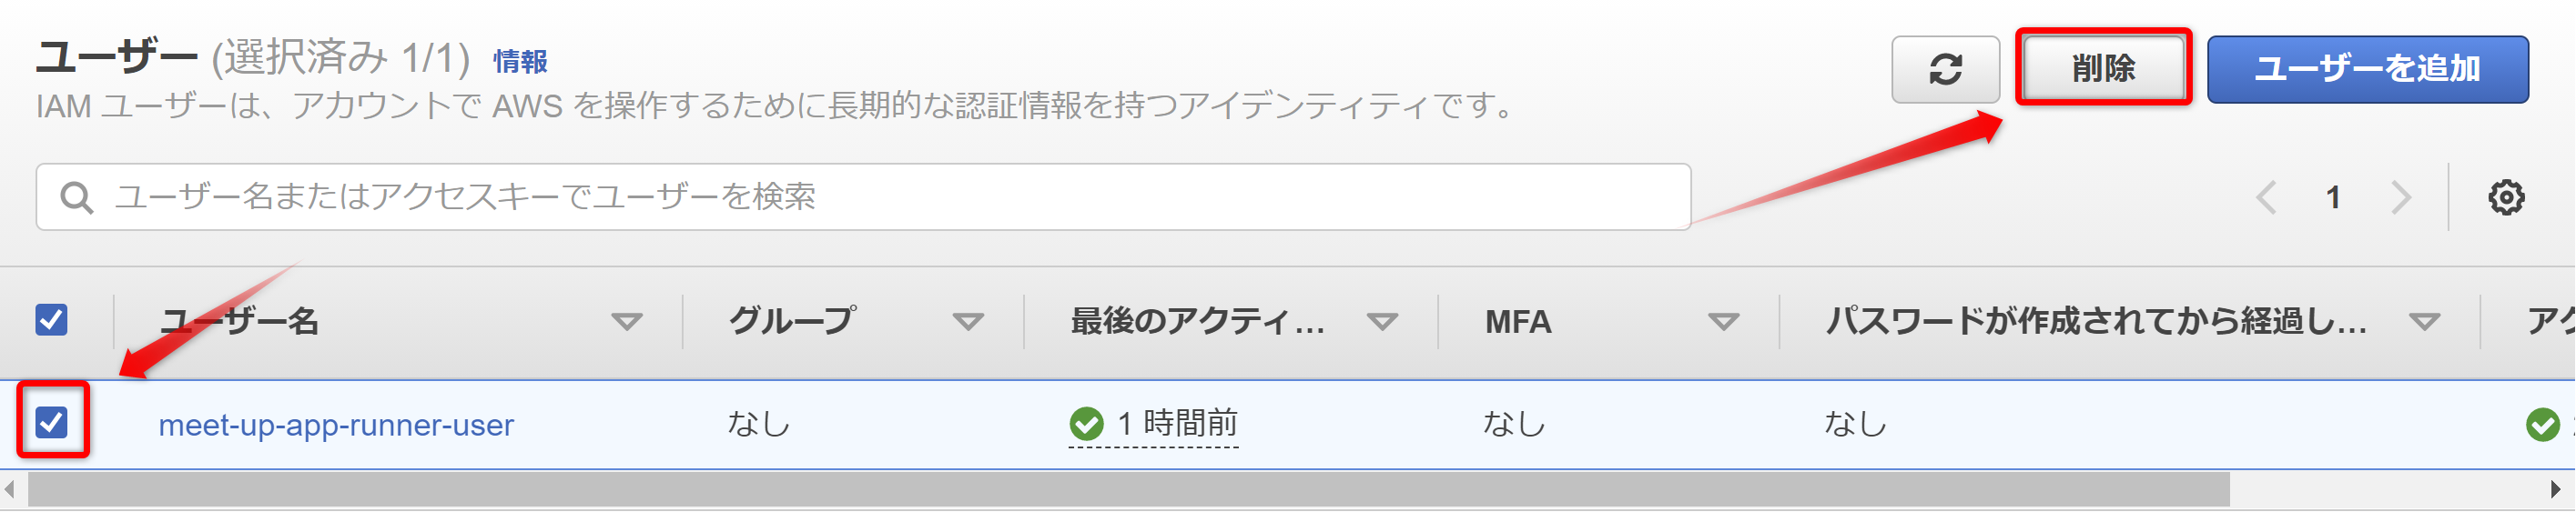 ユーザー (選択済み 1/1) 情報
削除
ユーザーを追加
IAM ユーザーは、アカウントで AWS を操作するために長期的な認証情報を持つアイデンティティです。
ユーザー名またはアクセスキーでユーザーを検索
1
ユーザー名 グループ 最後のアクティ... MFA パスワードが作成されてから経過し... アク
meet-up-app-runner-user なし 1 時間前 なし なし